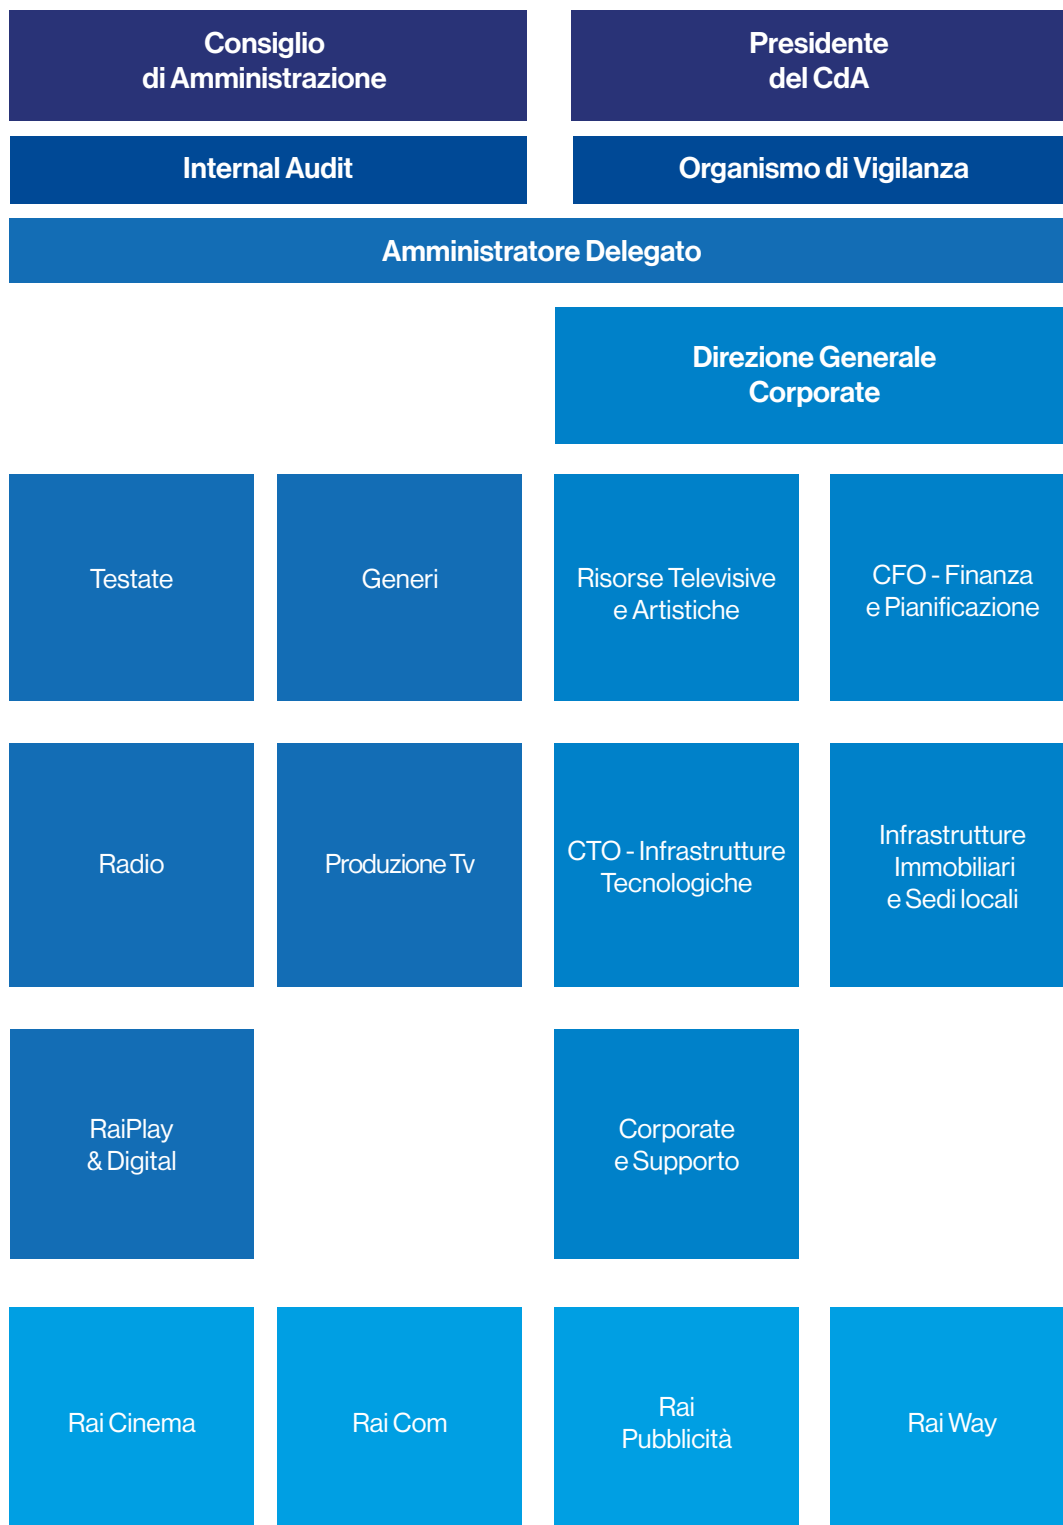 Consiglio
di Amministrazione
Presidente
del CdA
Internal Audit
Organismo di Vigilanza
Amministratore Delegato
Direzione Generale
Corporate
Testate
Generi
Risorse Televisive
e Artistiche
CFO - Finanza
e Pianificazione
Radio
Produzione Tv
CTO - Infrastrutture
Tecnologiche
Infrastrutture
Immobiliari
e Sedi locali
RaiPlay
& Digital
Corporate
e Supporto
Rai Cinema
Rai Com
Rai
Pubblicità
Rai Way